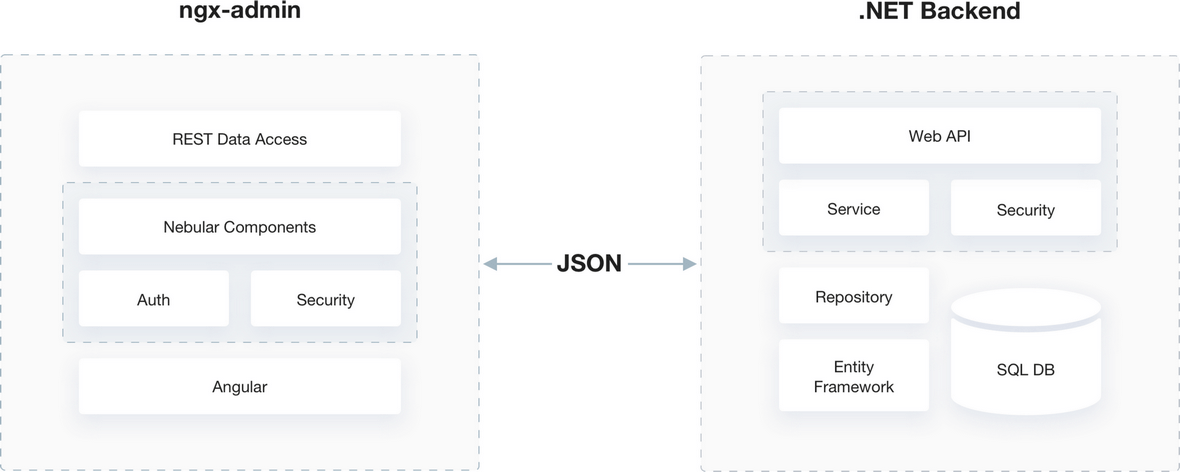 ngx-admin
REST Data Access
Nebular Components
Auth
Security
Angular
JSON
.NET Backend
Web API
Service
Security
Repository
Entity
Framework
SQL DB